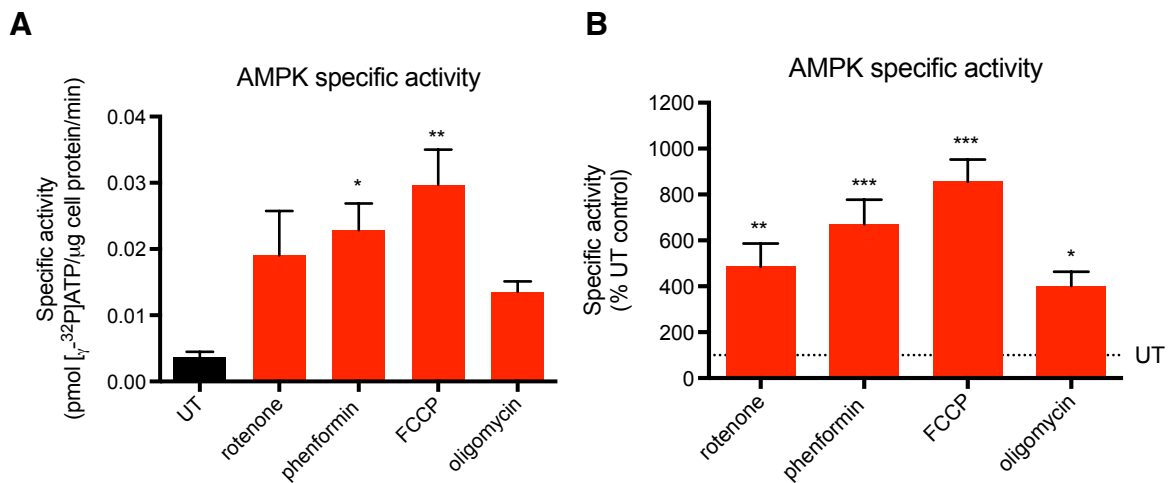 A
AMPK specific activity
Specific activity
(pmol [γ-³²P]ATP/µg cell protein/min)
0.04
0.03
0.02
0.01
0.00
*
**
UT
rotenone
phenformin
FCCP
oligomycin
B
AMPK specific activity
Specific activity
(% UT control)
1200
1000
800
600
400
200
0
**
***
***
*
UT
rotenone
phenformin
FCCP
oligomycin